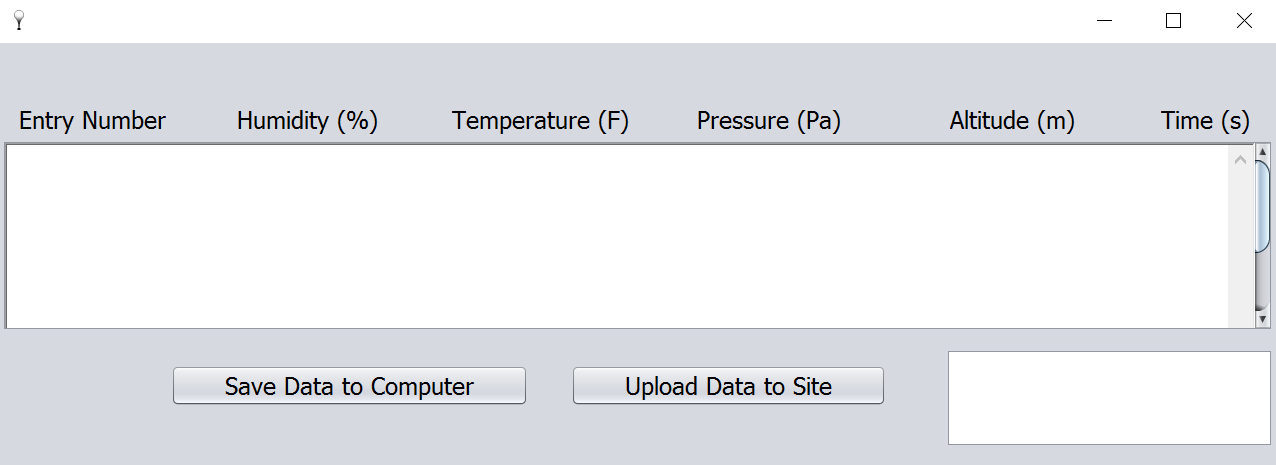 Entry Number Humidity (%) Temperature (F) Pressure (Pa) Altitude (m) Time (s)
Save Data to Computer Upload Data to Site